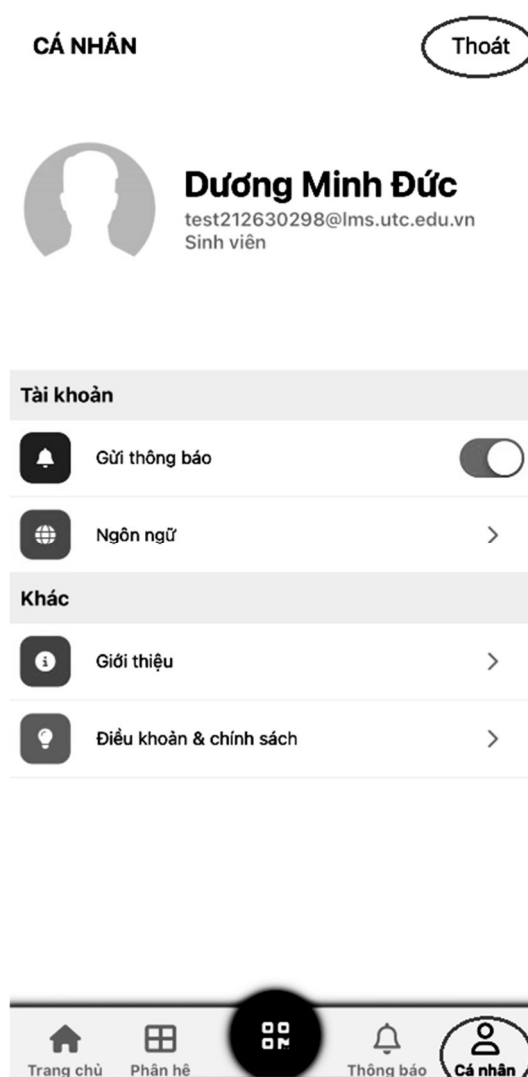 CÁ NHÂN
Thoát
Dương Minh Đức
test212630298@lms.utc.edu.vn
Sinh viên
Tài khoản
Gửi thông báo
Ngôn ngữ
Khác
Giới thiệu
Điều khoản & chính sách
Trang chủ
Phân hệ
Thông báo
Cá nhân